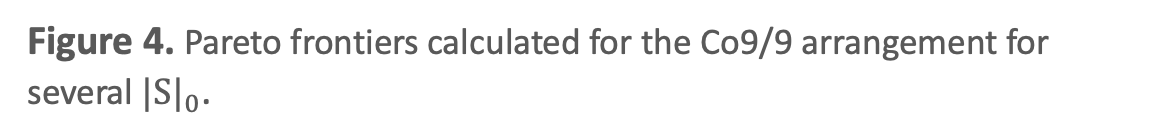 Figure 4. Pareto frontiers calculated for the Co9/9 arrangement for
several |S|₀.